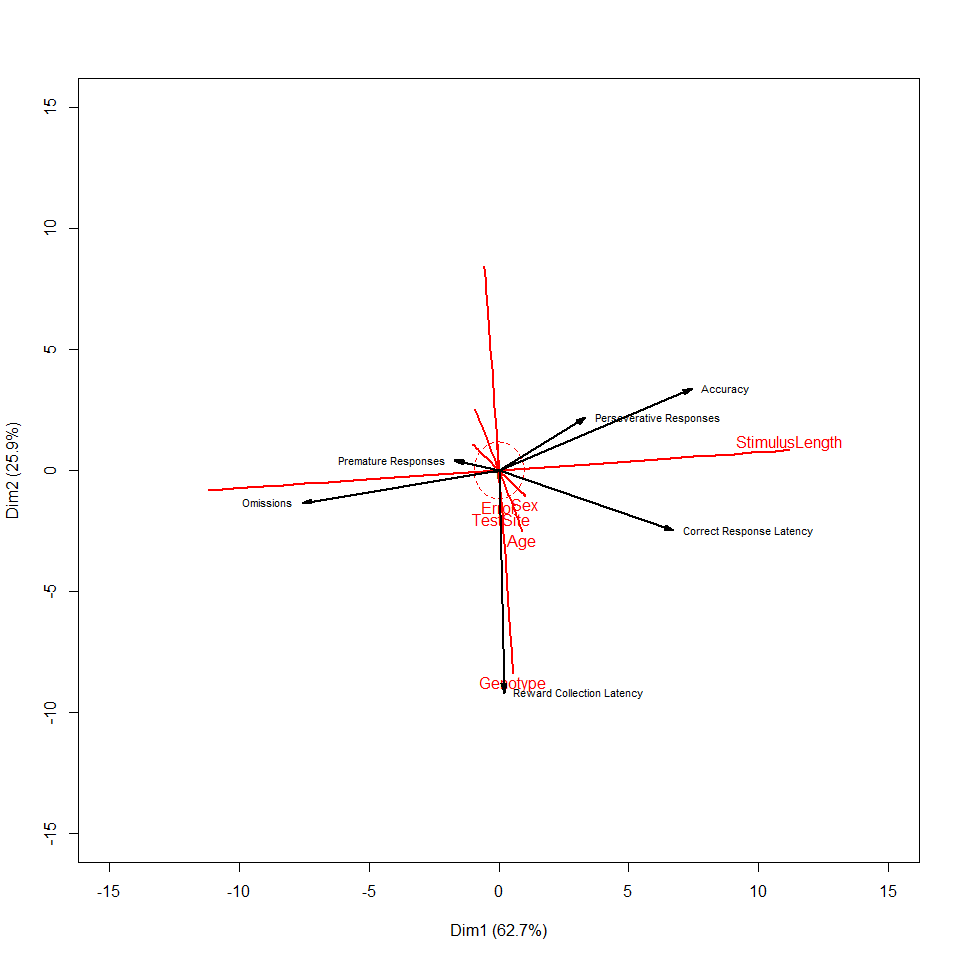 15
10
5
0
-5
-10
-15
Dim2 (25.9%)
Accuracy
Perseverative Responses
StimulusLength
Premature Responses
Omissions
Sex
Error
TestSite
Correct Response Latency
Age
Genotype
Reward Collection Latency
-15
-10
-5
0
5
10
15
Dim1 (62.7%)